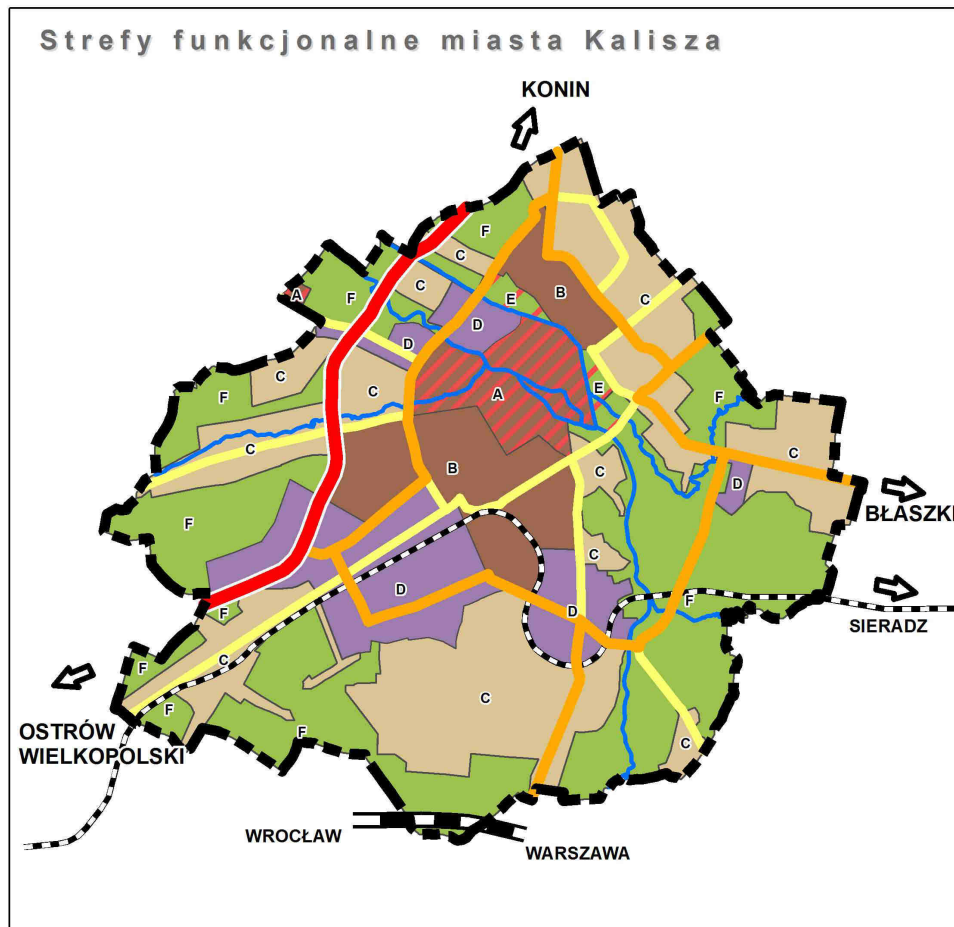 Strefy funkcjonalne miasta Kalisza
KONIN
F
C
C
F
A
E
B
C
D
D
C
F
C
A
E
F
C
B
C
C
D
F
BŁASZKI
C
D
D
F
F
SIERADZ
C
F
F
C
C
F
OSTRÓW
WIELKOPOLSKI
WROCŁAW
WARSZAWA